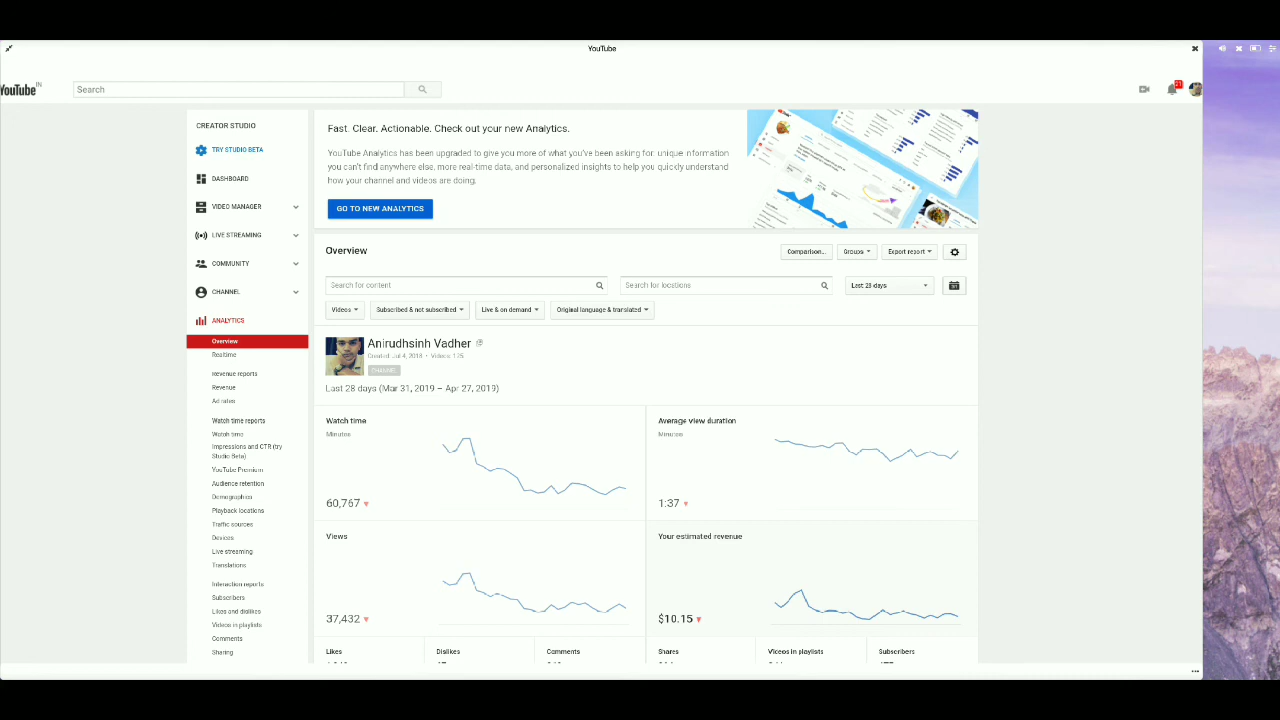 YouTube
YouTube IN
Search
21
CREATOR STUDIO
TRY STUDIO BETA
DASHBOARD
VIDEO MANAGER
LIVE STREAMING
COMMUNITY
CHANNEL
ANALYTICS
Overview
Realtime
Revenue reports
Revenue
Ad rates
Watch time reports
Watch time
Impressions and CTR (try
Studio Beta)
YouTube Premium
Audience retention
Demographics
Playback locations
Traffic sources
Devices
Live streaming
Translations
Interaction reports
Subscribers
Likes and dislikes
Videos in playlists
Comments
Sharing
Fast. Clear. Actionable. Check out your new Analytics.
YouTube Analytics has been upgraded to give you more of what you've been asking for: unique information
you can't find anywhere else, more real-time data, and personalized insights to help you quickly understand
how your channel and videos are doing.
GO TO NEW ANALYTICS
Overview
Comparison...
Groups
Export report
Search for content
Search for locations
Last 28 days
Videos
Subscribed & not subscribed
Live & on demand
Original language & translated
Anirudhsinh Vadher
Created: Jul 4, 2018 • Videos: 125
CHANNEL
Last 28 days (Mar 31, 2019 – Apr 27, 2019)
Watch time
Minutes
60,767
Average view duration
Minutes
1:37
Views
37,432
Your estimated revenue
$10.15
Likes
Dislikes
Comments
Shares
Videos in playlists
Subscribers